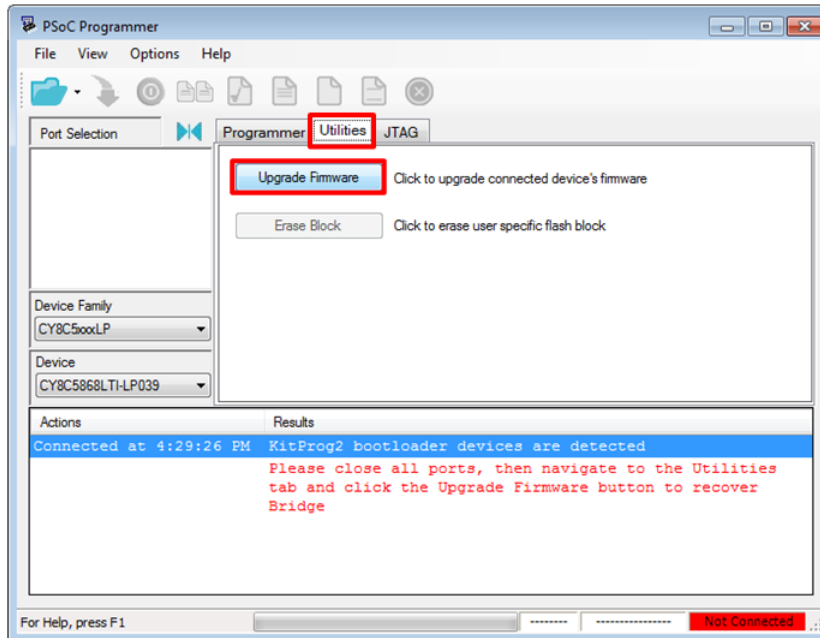 PSoC Programmer
File View Options Help
Port Selection
Programmer Utilities JTAG
Upgrade Firmware Click to upgrade connected device's firmware
Erase Block Click to erase user specific flash block
Device Family
CY8C5xxxLP
Device
CY8C5868LTI-LP039
Actions Results
Connected at 4:29:26 PM KitProg2 bootloader devices are detected
Please close all ports, then navigate to the Utilities
tab and click the Upgrade Firmware button to recover
Bridge
For Help, press F1 -------- ---------------- Not Connected